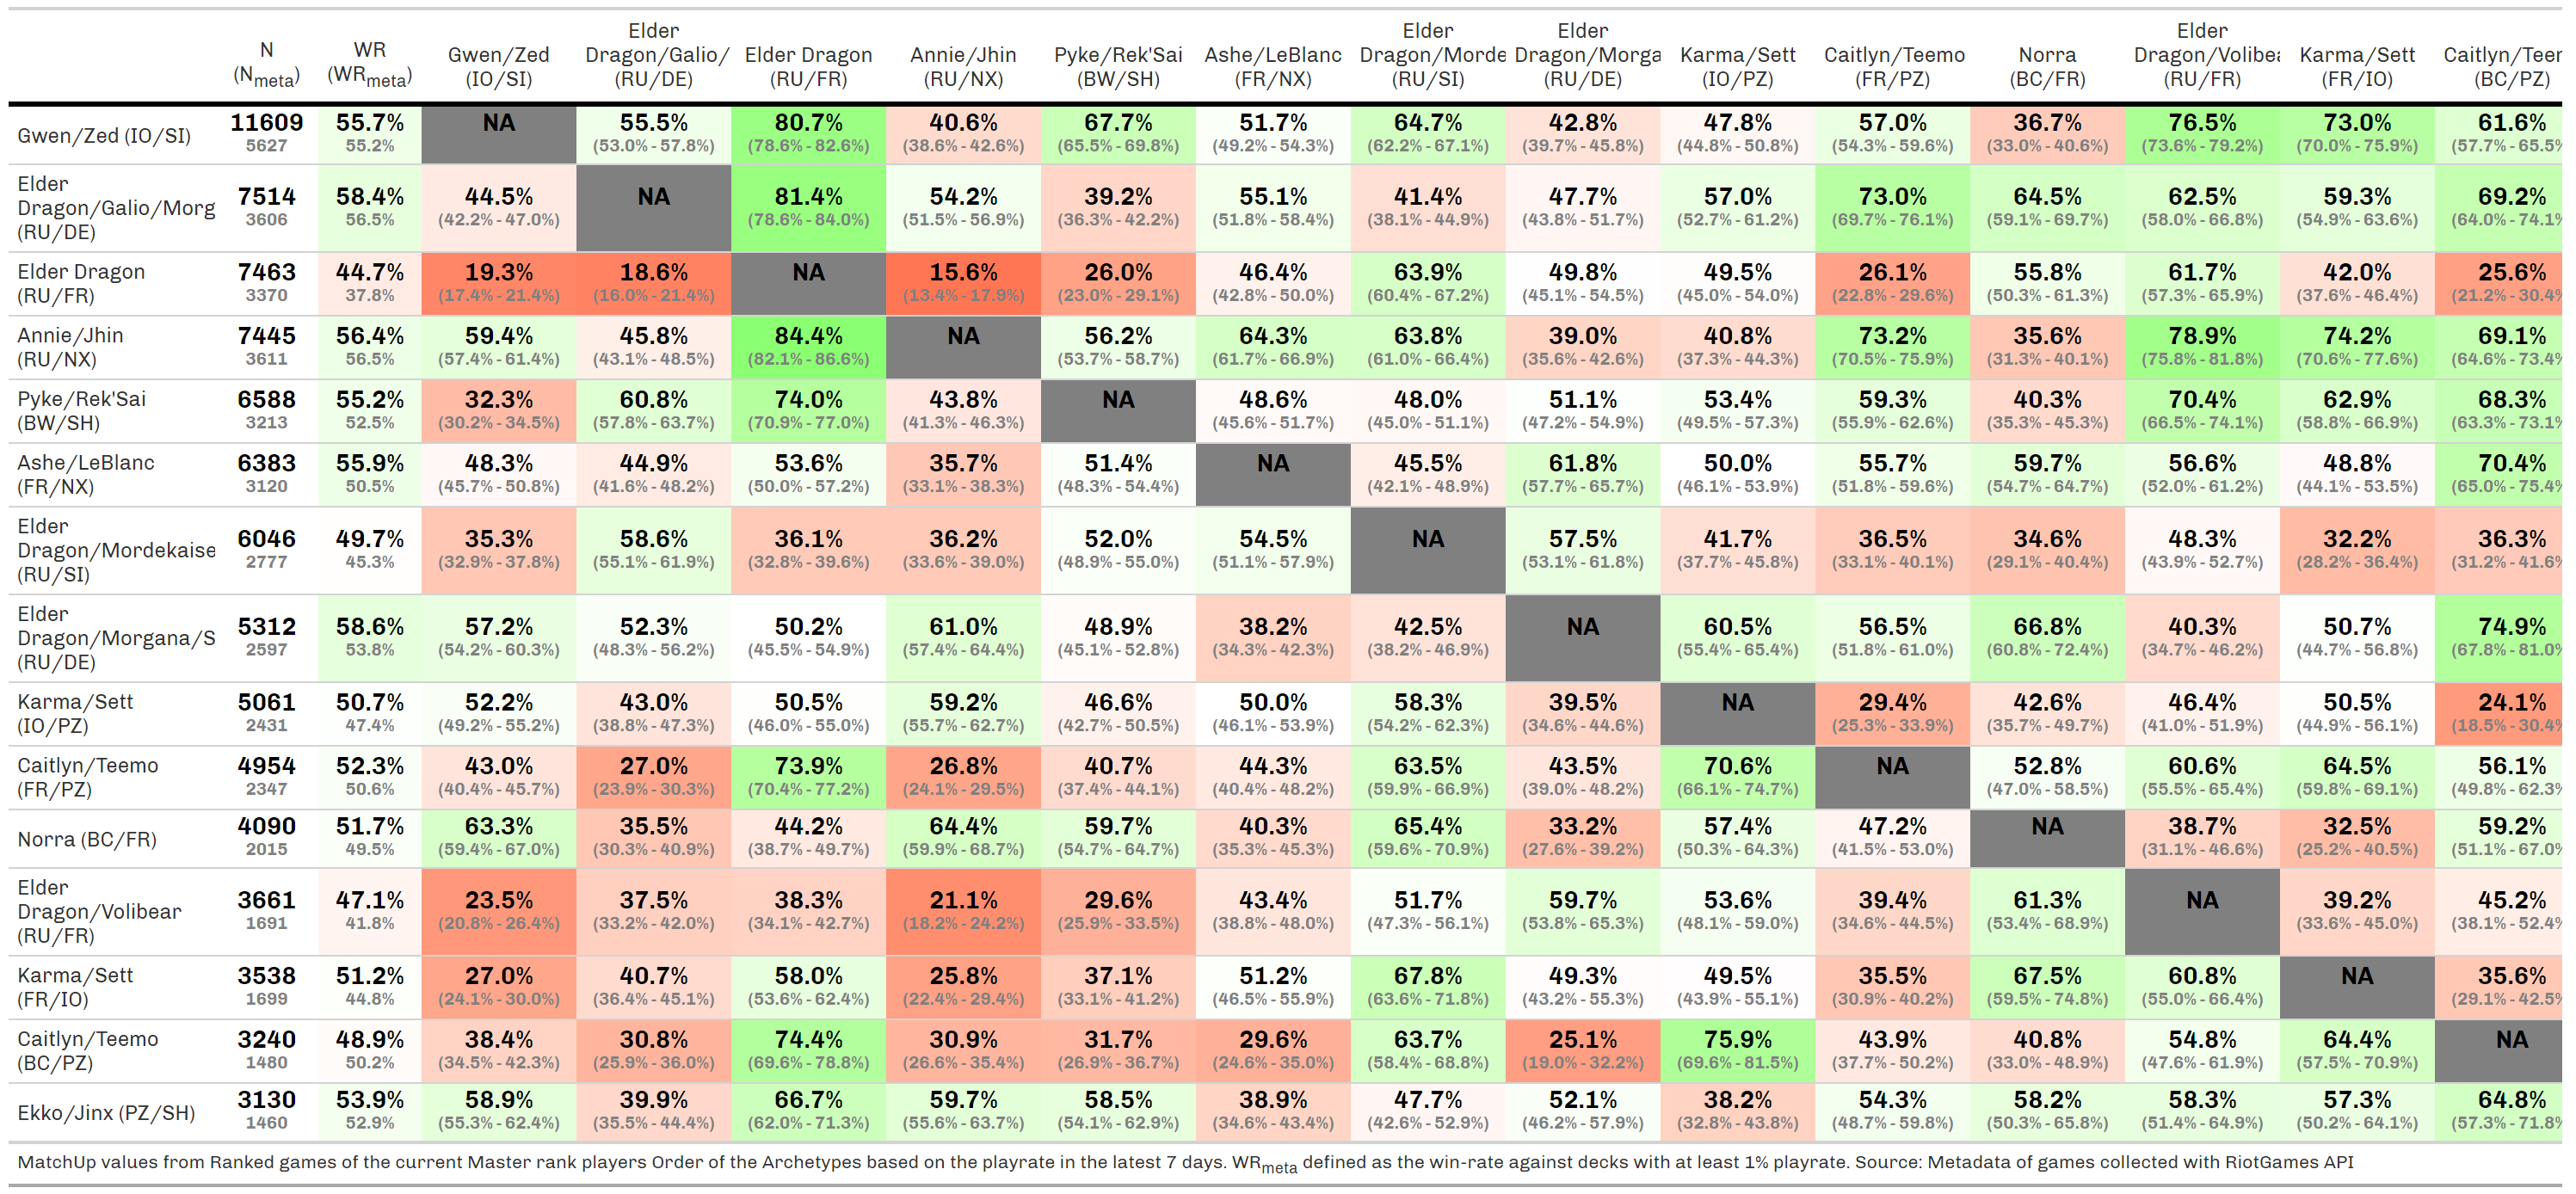 Elder Elder Elder Elder
N WR Gwen/Zed Dragon/Galio/ Elder Dragon Annie/Jhin Pyke/Rek'Sai Ashe/LeBlanc Dragon/Morde Dragon/Morga Karma/Sett Caitlyn/Teemo Norra Dragon/Volibea Karma/Sett Caitlyn/Teer
(Nmeta) (WRmeta) (IO/SI) (RU/DE) (RU/FR) (RU/NX) (BW/SH) (FR/NX) (RU/SI) (RU/DE) (IO/PZ) (FR/PZ) (BC/FR) (RU/FR) (FR/IO) (BC/PZ)
Gwen/Zed (IO/SI) 11609 55.7% NA 55.5% 80.7% 40.6% 67.7% 51.7% 64.7% 42.8% 47.8% 57.0% 36.7% 76.5% 73.0% 61.6%
5627 55.2% (53.0% - 57.8%) (78.6% - 82.6%) (38.6% - 42.6%) (65.5% - 69.8%) (49.2% - 54.3%) (62.2% - 67.1%) (39.7% - 45.8%) (44.8% - 50.8%) (54.3% - 59.6%) (33.0% - 40.6%) (73.6% - 79.2%) (70.0% - 75.9%) (57.7% - 65.5%
Elder
Dragon/Galio/Morg 7514 58.4% 44.5% NA 81.4% 54.2% 39.2% 55.1% 41.4% 47.7% 57.0% 73.0% 64.5% 62.5% 59.3% 69.2%
(RU/DE) 3606 56.5% (42.2% - 47.0%) (78.6% - 84.0%) (51.5% - 56.9%) (36.3% - 42.2%) (51.8% - 58.4%) (38.1% - 44.9%) (43.8% - 51.7%) (52.7% - 61.2%) (69.7% - 76.1%) (59.1% - 69.7%) (58.0% - 66.8%) (54.9% - 63.6%) (64.0% - 74.1%
Elder Dragon 7463 44.7% 19.3% 18.6% NA 15.6% 26.0% 46.4% 63.9% 49.8% 49.5% 26.1% 55.8% 61.7% 42.0% 25.6%
(RU/FR) 3370 37.8% (17.4% - 21.4%) (16.0% - 21.4%) (13.4% - 17.9%) (23.0% - 29.1%) (42.8% - 50.0%) (60.4% - 67.2%) (45.1% - 54.5%) (45.0% - 54.0%) (22.8% - 29.6%) (50.3% - 61.3%) (57.3% - 65.9%) (37.6% - 46.4%) (21.2% - 30.4%
Annie/Jhin 7445 56.4% 59.4% 45.8% 84.4% NA 56.2% 64.3% 63.8% 39.0% 40.8% 73.2% 35.6% 78.9% 74.2% 69.1%
(RU/NX) 3611 56.5% (57.4% - 61.4%) (43.1% - 48.5%) (82.1% - 86.6%) (53.7% - 58.7%) (61.7% - 66.9%) (61.0% - 66.4%) (35.6% - 42.6%) (37.3% - 44.3%) (70.5% - 75.9%) (31.3% - 40.1%) (75.8% - 81.8%) (70.6% - 77.6%) (64.6% - 73.4%
Pyke/Rek'Sai 6588 55.2% 32.3% 60.8% 74.0% 43.8% NA 48.6% 48.0% 51.1% 53.4% 59.3% 40.3% 70.4% 62.9% 68.3%
(BW/SH) 3213 52.5% (30.2% - 34.5%) (57.8% - 63.7%) (70.9% - 77.0%) (41.3% - 46.3%) (45.6% - 51.7%) (45.0% - 51.1%) (47.2% - 54.9%) (49.5% - 57.3%) (55.9% - 62.6%) (35.3% - 45.3%) (66.5% - 74.1%) (58.8% - 66.9%) (63.3% - 73.1%
Ashe/LeBlanc 6383 55.9% 48.3% 44.9% 53.6% 35.7% 51.4% NA 45.5% 61.8% 50.0% 55.7% 59.7% 56.6% 48.8% 70.4%
(FR/NX) 3120 50.5% (45.7% - 50.8%) (41.6% - 48.2%) (50.0% - 57.2%) (33.1% - 38.3%) (48.3% - 54.4%) (42.1% - 48.9%) (57.7% - 65.7%) (46.1% - 53.9%) (51.8% - 59.6%) (54.7% - 64.7%) (52.0% - 61.2%) (44.1% - 53.5%) (65.0% - 75.4%
Elder
Dragon/Mordekaise 6046 49.7% 35.3% 58.6% 36.1% 36.2% 52.0% 54.5% NA 57.5% 41.7% 36.5% 34.6% 48.3% 32.2% 36.3%
(RU/SI) 2777 45.3% (32.9% - 37.8%) (55.1% - 61.9%) (32.8% - 39.6%) (33.6% - 39.0%) (48.9% - 55.0%) (51.1% - 57.9%) (53.1% - 61.8%) (37.7% - 45.8%) (33.1% - 40.1%) (29.1% - 40.4%) (43.9% - 52.7%) (28.2% - 36.4%) (31.2% - 41.6%
Elder
Dragon/Morgana/S 5312 58.6% 57.2% 52.3% 50.2% 61.0% 48.9% 38.2% 42.5% NA 60.5% 56.5% 66.8% 40.3% 50.7% 74.9%
(RU/DE) 2597 53.8% (54.2% - 60.3%) (48.3% - 56.2%) (45.5% - 54.9%) (57.4% - 64.4%) (45.1% - 52.8%) (34.3% - 42.3%) (38.2% - 46.9%) (55.4% - 65.4%) (51.8% - 61.0%) (60.8% - 72.4%) (34.7% - 46.2%) (44.7% - 56.8%) (67.8% - 81.0%
Karma/Sett 5061 50.7% 52.2% 43.0% 50.5% 59.2% 46.6% 50.0% 58.3% 39.5% NA 29.4% 42.6% 46.4% 50.5% 24.1%
(IO/PZ) 2431 47.4% (49.2% - 55.2%) (38.8% - 47.3%) (46.0% - 55.0%) (55.7% - 62.7%) (42.7% - 50.5%) (46.1% - 53.9%) (54.2% - 62.3%) (34.6% - 44.6%) (25.3% - 33.9%) (35.7% - 49.7%) (41.0% - 51.9%) (44.9% - 56.1%) (18.5% - 30.4%
Caitlyn/Teemo 4954 52.3% 43.0% 27.0% 73.9% 26.8% 40.7% 44.3% 63.5% 43.5% 70.6% NA 52.8% 60.6% 64.5% 56.1%
(FR/PZ) 2347 50.6% (40.4% - 45.7%) (23.9% - 30.3%) (70.4% - 77.2%) (24.1% - 29.5%) (37.4% - 44.1%) (40.4% - 48.2%) (59.9% - 66.9%) (39.0% - 48.2%) (66.1% - 74.7%) (47.0% - 58.5%) (55.5% - 65.4%) (59.8% - 69.1%) (49.8% - 62.3%
Norra (BC/FR) 4090 51.7% 63.3% 35.5% 44.2% 64.4% 59.7% 40.3% 65.4% 33.2% 57.4% 47.2% NA 38.7% 32.5% 59.2%
2015 49.5% (59.4% - 67.0%) (30.3% - 40.9%) (38.7% - 49.7%) (59.9% - 68.7%) (54.7% - 64.7%) (35.3% - 45.3%) (59.6% - 70.9%) (27.6% - 39.2%) (50.3% - 64.3%) (41.5% - 53.0%) (31.1% - 46.6%) (25.2% - 40.5%) (51.1% - 67.0%
Elder
Dragon/Volibear 3661 47.1% 23.5% 37.5% 38.3% 21.1% 29.6% 43.4% 51.7% 59.7% 53.6% 39.4% 61.3% NA 39.2% 45.2%
(RU/FR) 1691 41.8% (20.8% - 26.4%) (33.2% - 42.0%) (34.1% - 42.7%) (18.2% - 24.2%) (25.9% - 33.5%) (38.8% - 48.0%) (47.3% - 56.1%) (53.8% - 65.3%) (48.1% - 59.0%) (34.6% - 44.5%) (53.4% - 68.9%) (33.6% - 45.0%) (38.1% - 52.4%
Karma/Sett 3538 51.2% 27.0% 40.7% 58.0% 25.8% 37.1% 51.2% 67.8% 49.3% 49.5% 35.5% 67.5% 60.8% NA 35.6%
(FR/IO) 1699 44.8% (24.1% - 30.0%) (36.4% - 45.1%) (53.6% - 62.4%) (22.4% - 29.4%) (33.1% - 41.2%) (46.5% - 55.9%) (63.6% - 71.8%) (43.2% - 55.3%) (43.9% - 55.1%) (30.9% - 40.2%) (59.5% - 74.8%) (55.0% - 66.4%) (29.1% - 42.5%
Caitlyn/Teemo 3240 48.9% 38.4% 30.8% 74.4% 30.9% 31.7% 29.6% 63.7% 25.1% 75.9% 43.9% 40.8% 54.8% 64.4% NA
(BC/PZ) 1480 50.2% (34.5% - 42.3%) (25.9% - 36.0%) (69.6% - 78.8%) (26.6% - 35.4%) (26.9% - 36.7%) (24.6% - 35.0%) (58.4% - 68.8%) (19.0% - 32.2%) (69.6% - 81.5%) (37.7% - 50.2%) (33.0% - 48.9%) (47.6% - 61.9%) (57.5% - 70.9%)
Ekko/Jinx (PZ/SH) 3130 53.9% 58.9% 39.9% 66.7% 59.7% 58.5% 38.9% 47.7% 52.1% 38.2% 54.3% 58.2% 58.3% 57.3% 64.8%
1460 52.9% (55.3% - 62.4%) (35.5% - 44.4%) (62.0% - 71.3%) (55.6% - 63.7%) (54.1% - 62.9%) (34.6% - 43.4%) (42.6% - 52.9%) (46.2% - 57.9%) (32.8% - 43.8%) (48.7% - 59.8%) (50.3% - 65.8%) (51.4% - 64.9%) (50.2% - 64.1%) (57.3% - 71.8%
MatchUp values from Ranked games of the current Master rank players Order of the Archetypes based on the playrate in the latest 7 days. WRmeta defined as the win-rate against decks with at least 1% playrate. Source: Metadata of games collected with RiotGames API